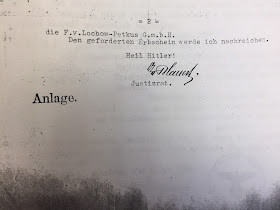 - 2 -
die F.v.Lochow-Petkus G.m.b.H.
Den geforderten Erbschein werde ich nachreichen.
Heil Hitler!
Justizrat.
Anlage.